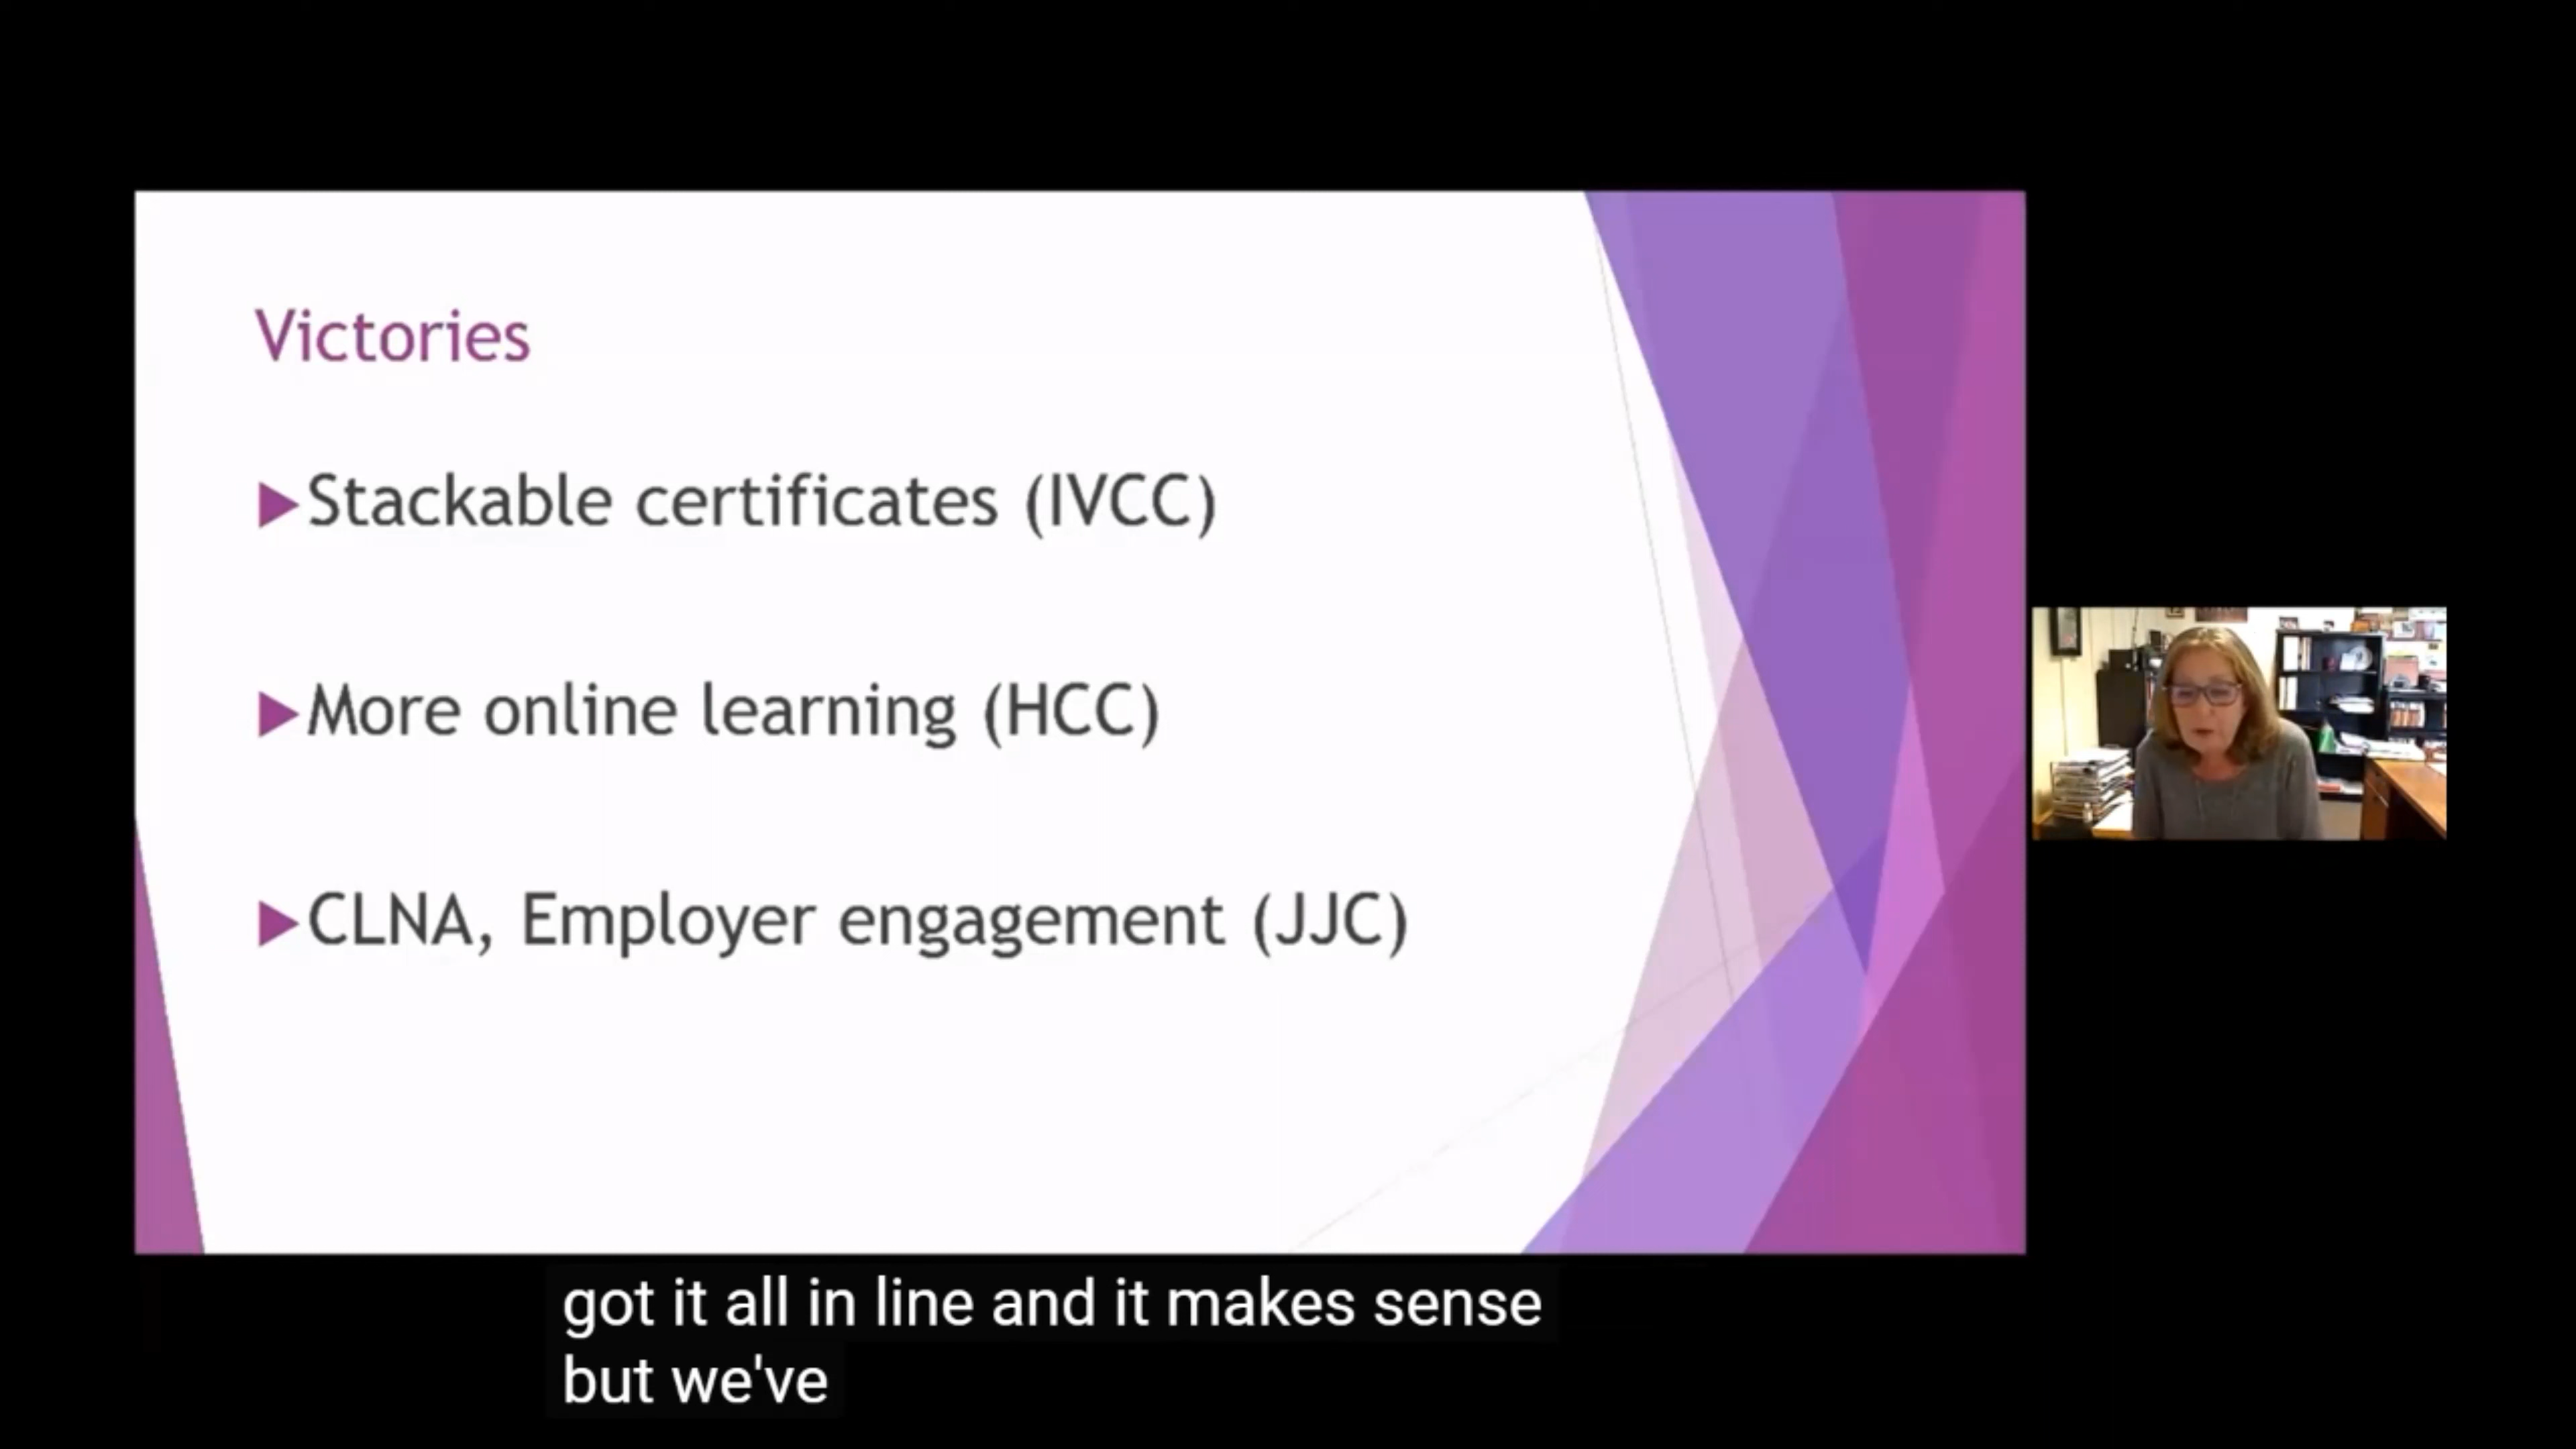 Victories
Stackable certificates (IVCC)
More online learning (HCC)
CLNA, Employer engagement (JJC)
got it all in line and it makes sense
but we've